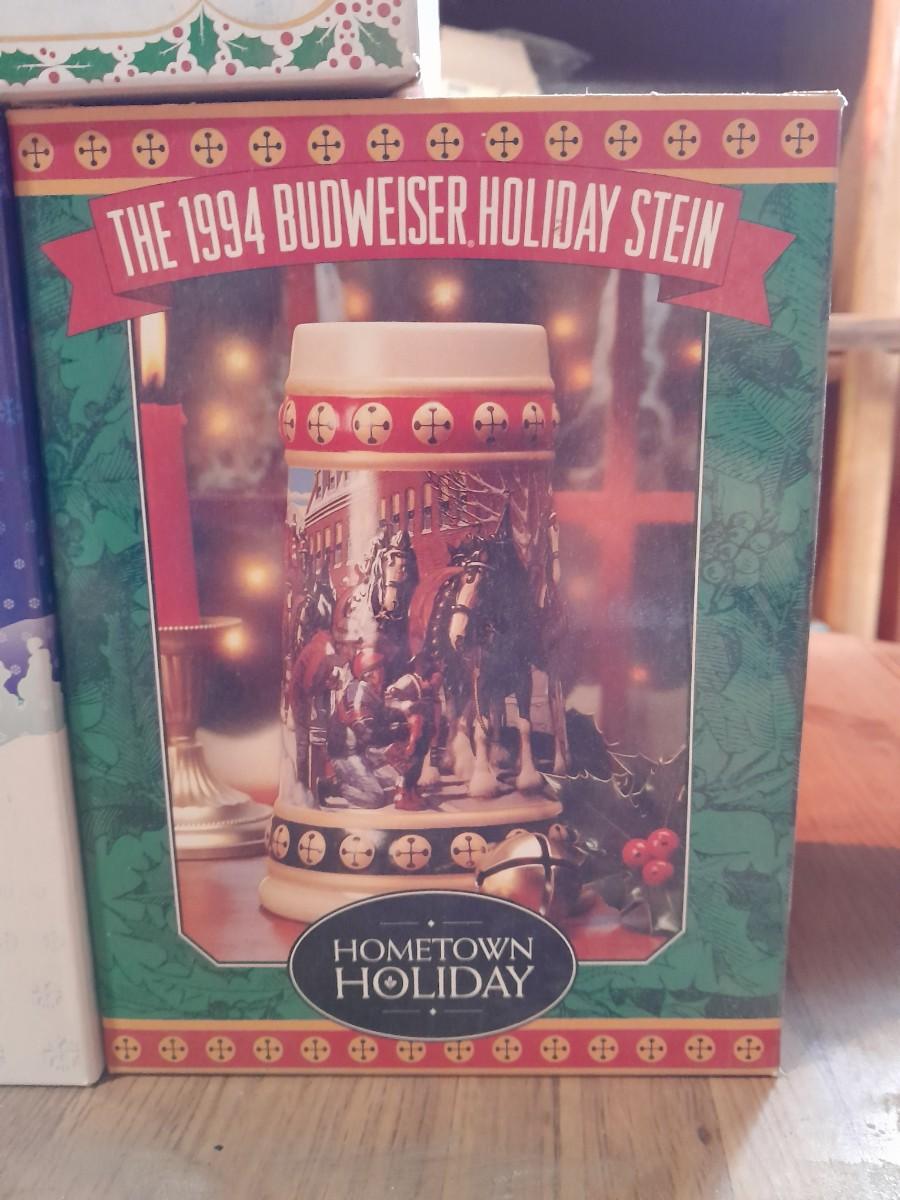 THE 1994 BUDWEISER® HOLIDAY STEIN
HOMETOWN
HOLIDAY